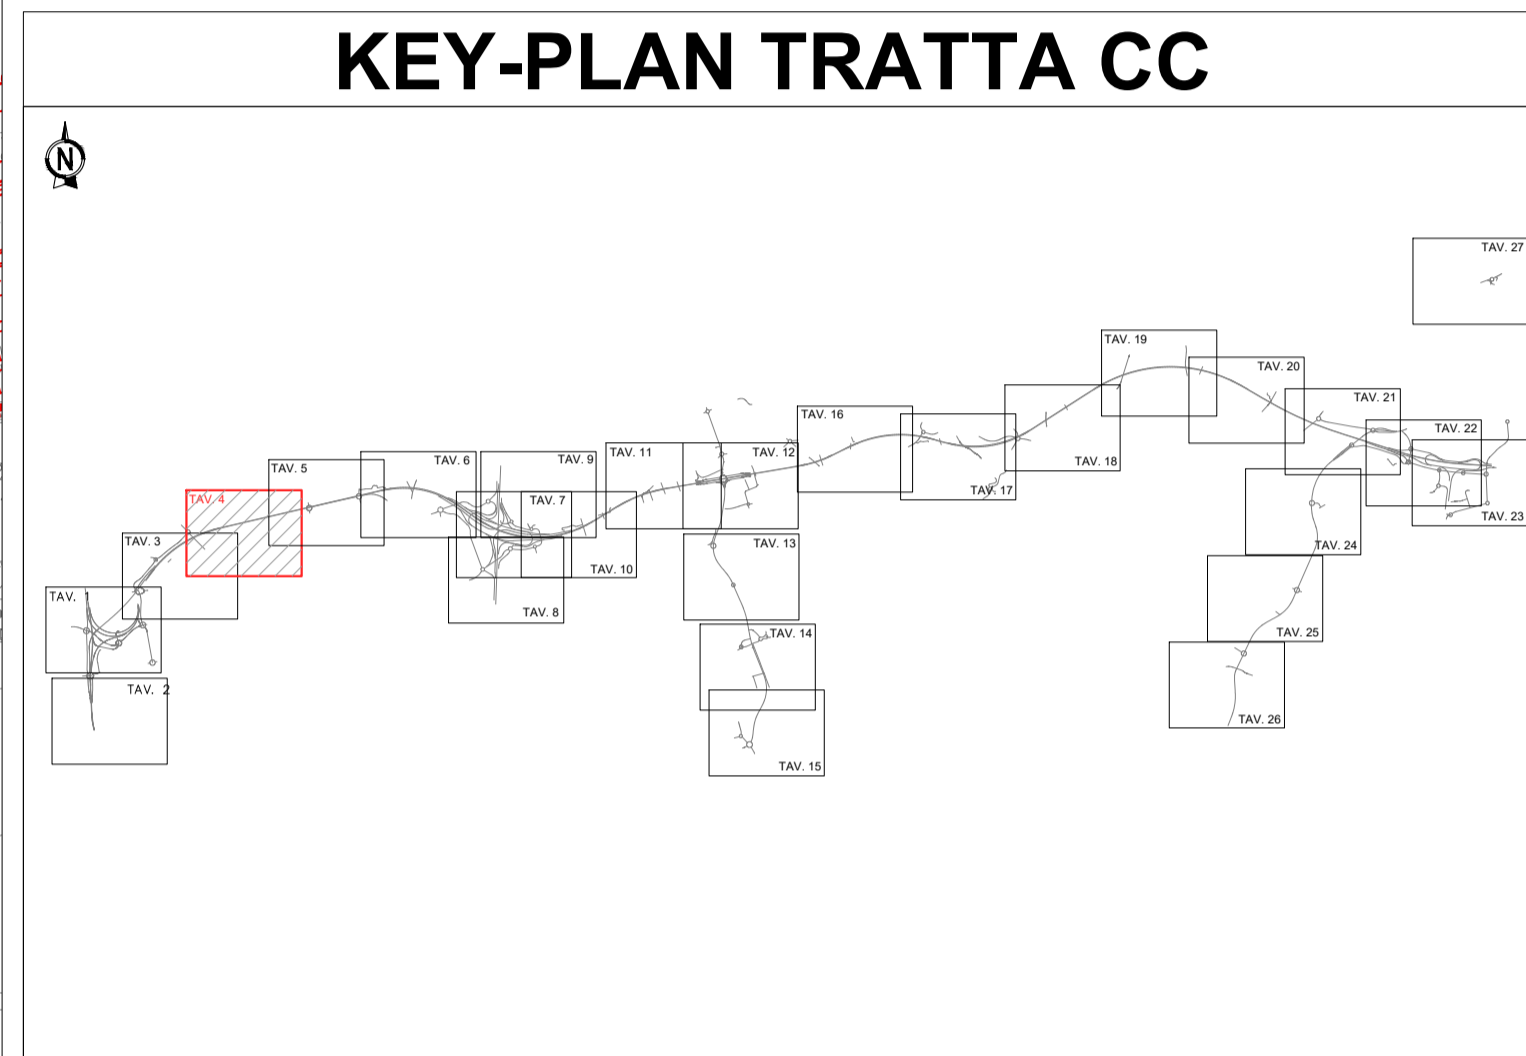 KEY-PLAN TRATTA CC
N
TAV. 27
TAV. 19
TAV. 20
TAV. 21
TAV. 16
TAV. 22
TAV. 11
TAV. 12
TAV. 6
TAV. 9
TAV. 18
TAV. 5
TAV. 17
TAV. 4
TAV. 7
TAV. 23
TAV. 3
TAV. 13
TAV. 24
TAV. 10
TAV. 1
TAV. 8
TAV. 14
TAV. 25
TAV. 2
TAV. 26
TAV. 15